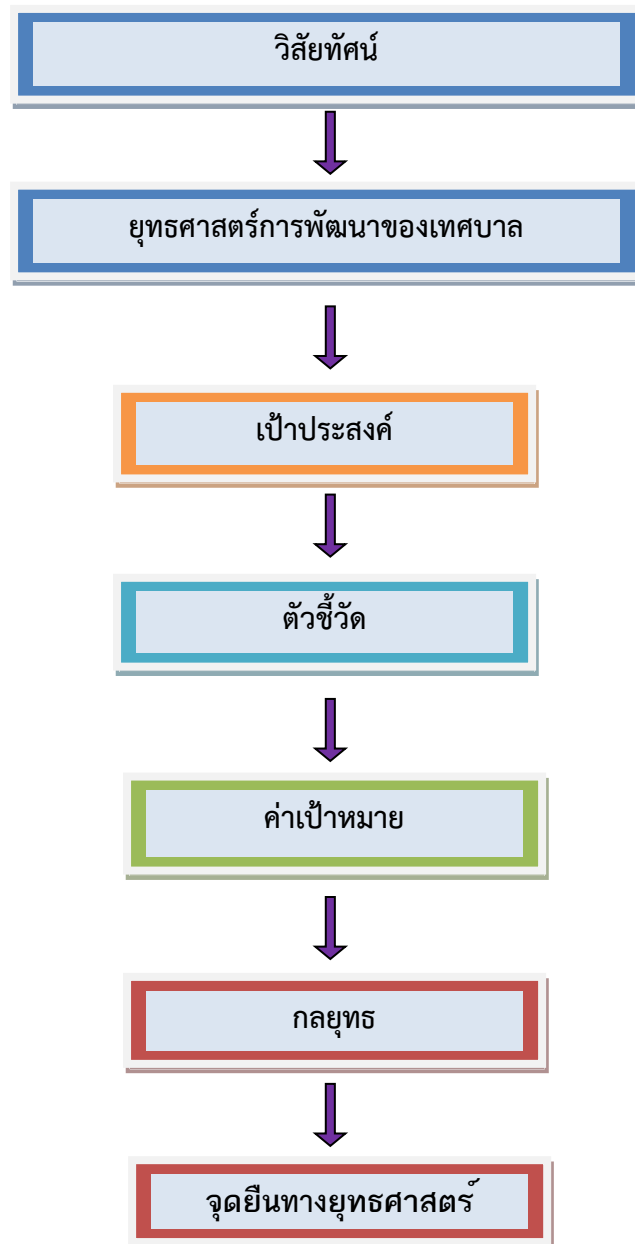 วิสัยทัศน์
ยุทธศาสตร์การพัฒนาของเทศบาล
เป้าประสงค์
ตัวชี้วัด
ค่าเป้าหมาย
กลยุทธ
จุดยืนทางยุทธศาสตร์